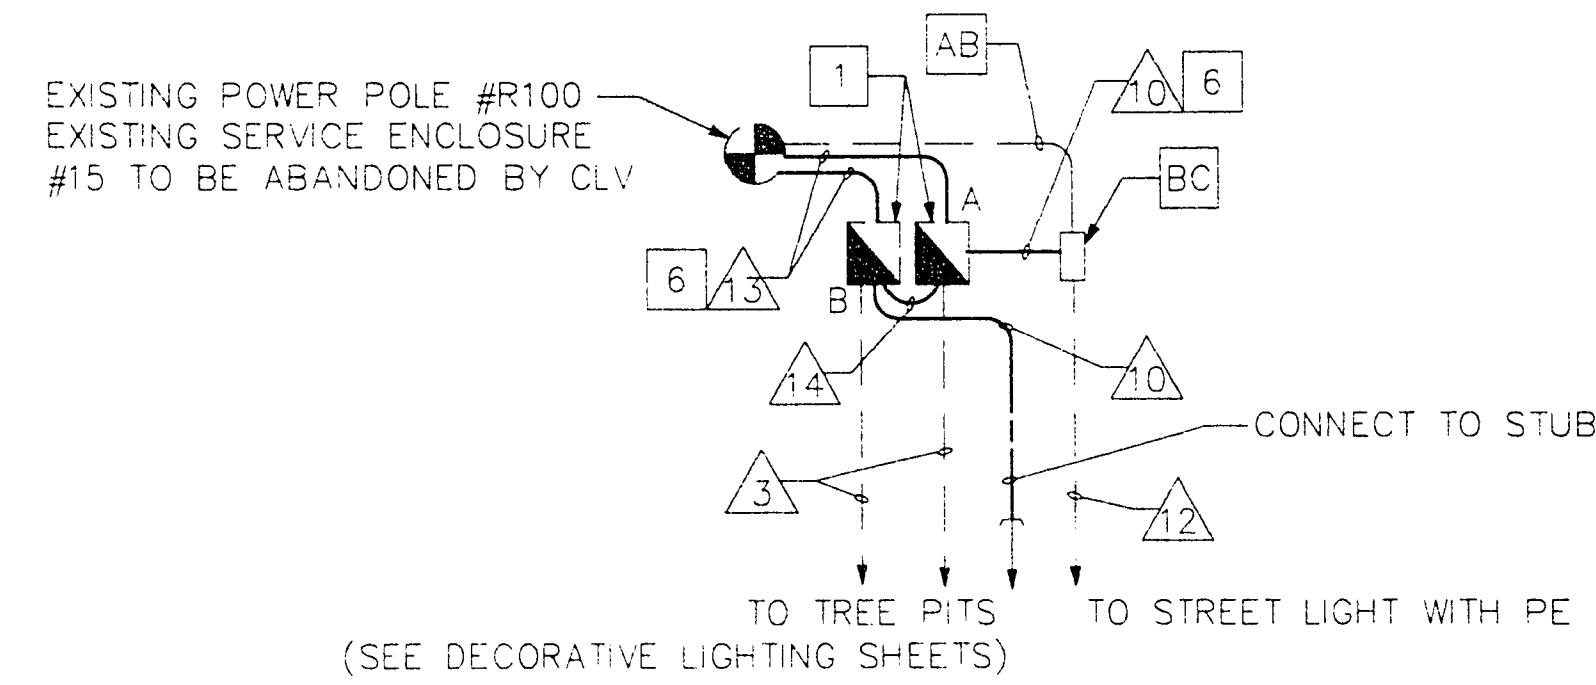 AB
1
10
6
EXISTING POWER POLE #R100
EXISTING SERVICE ENCLOSURE
#15 TO BE ABANDONED BY CLV
BC
A
6
13
B
14
10
CONNECT TO STUB
3
12
TO TREE PITS
TO STREET LIGHT WITH PE
(SEE DECORATIVE LIGHTING SHEETS)